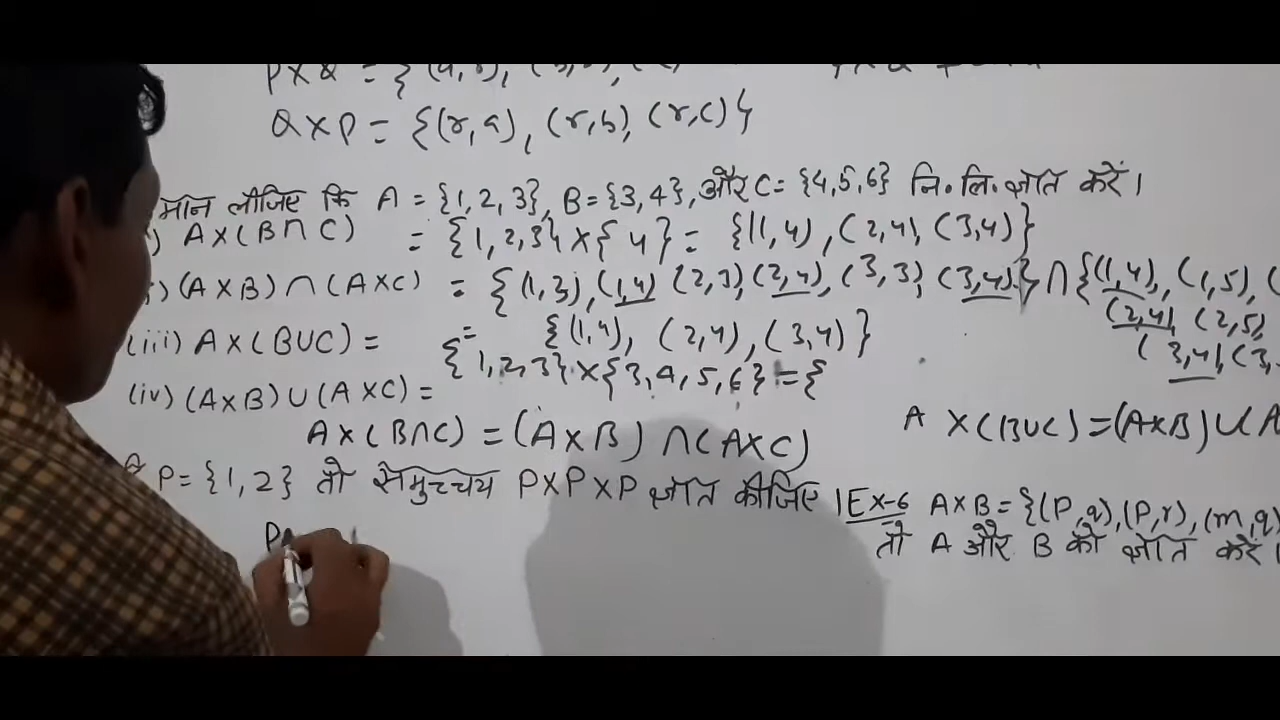 P×Q = {(a,
Q×P = {(r,a), (r,b), (r,c)}
मान लीजिए कि A = {1,2,3}, B={3,4}, और C= {4,5,6} नि.लि. ज्ञात करें।
) A×(B∩C) = {1,2,3}×{4} = {(1,4), (2,4), (3,4)}
) (A×B)∩(A×C) = {(1,3), (1,4) (2,3), (2,4), (3,3), (3,4)} ∩ {(1,4), (1,5), (
(2,4), (2,5),
(3,4), (3,
= {(1,4), (2,4), (3,4)}
(iii) A×(B∪C) = {1,2,3}×{3,4,5,6} = {
(iv) (A×B)∪(A×C) =
A×(B∩C) = (A×B)∩(A×C)
A×(B∪C)=(A×B)∪(A
P= {1,2} तो समुच्चय P×P×P ज्ञात कीजिए।
Ex-6 A×B={(P,q),(P,r),(m,q)
तो A और B को ज्ञात करें।
P